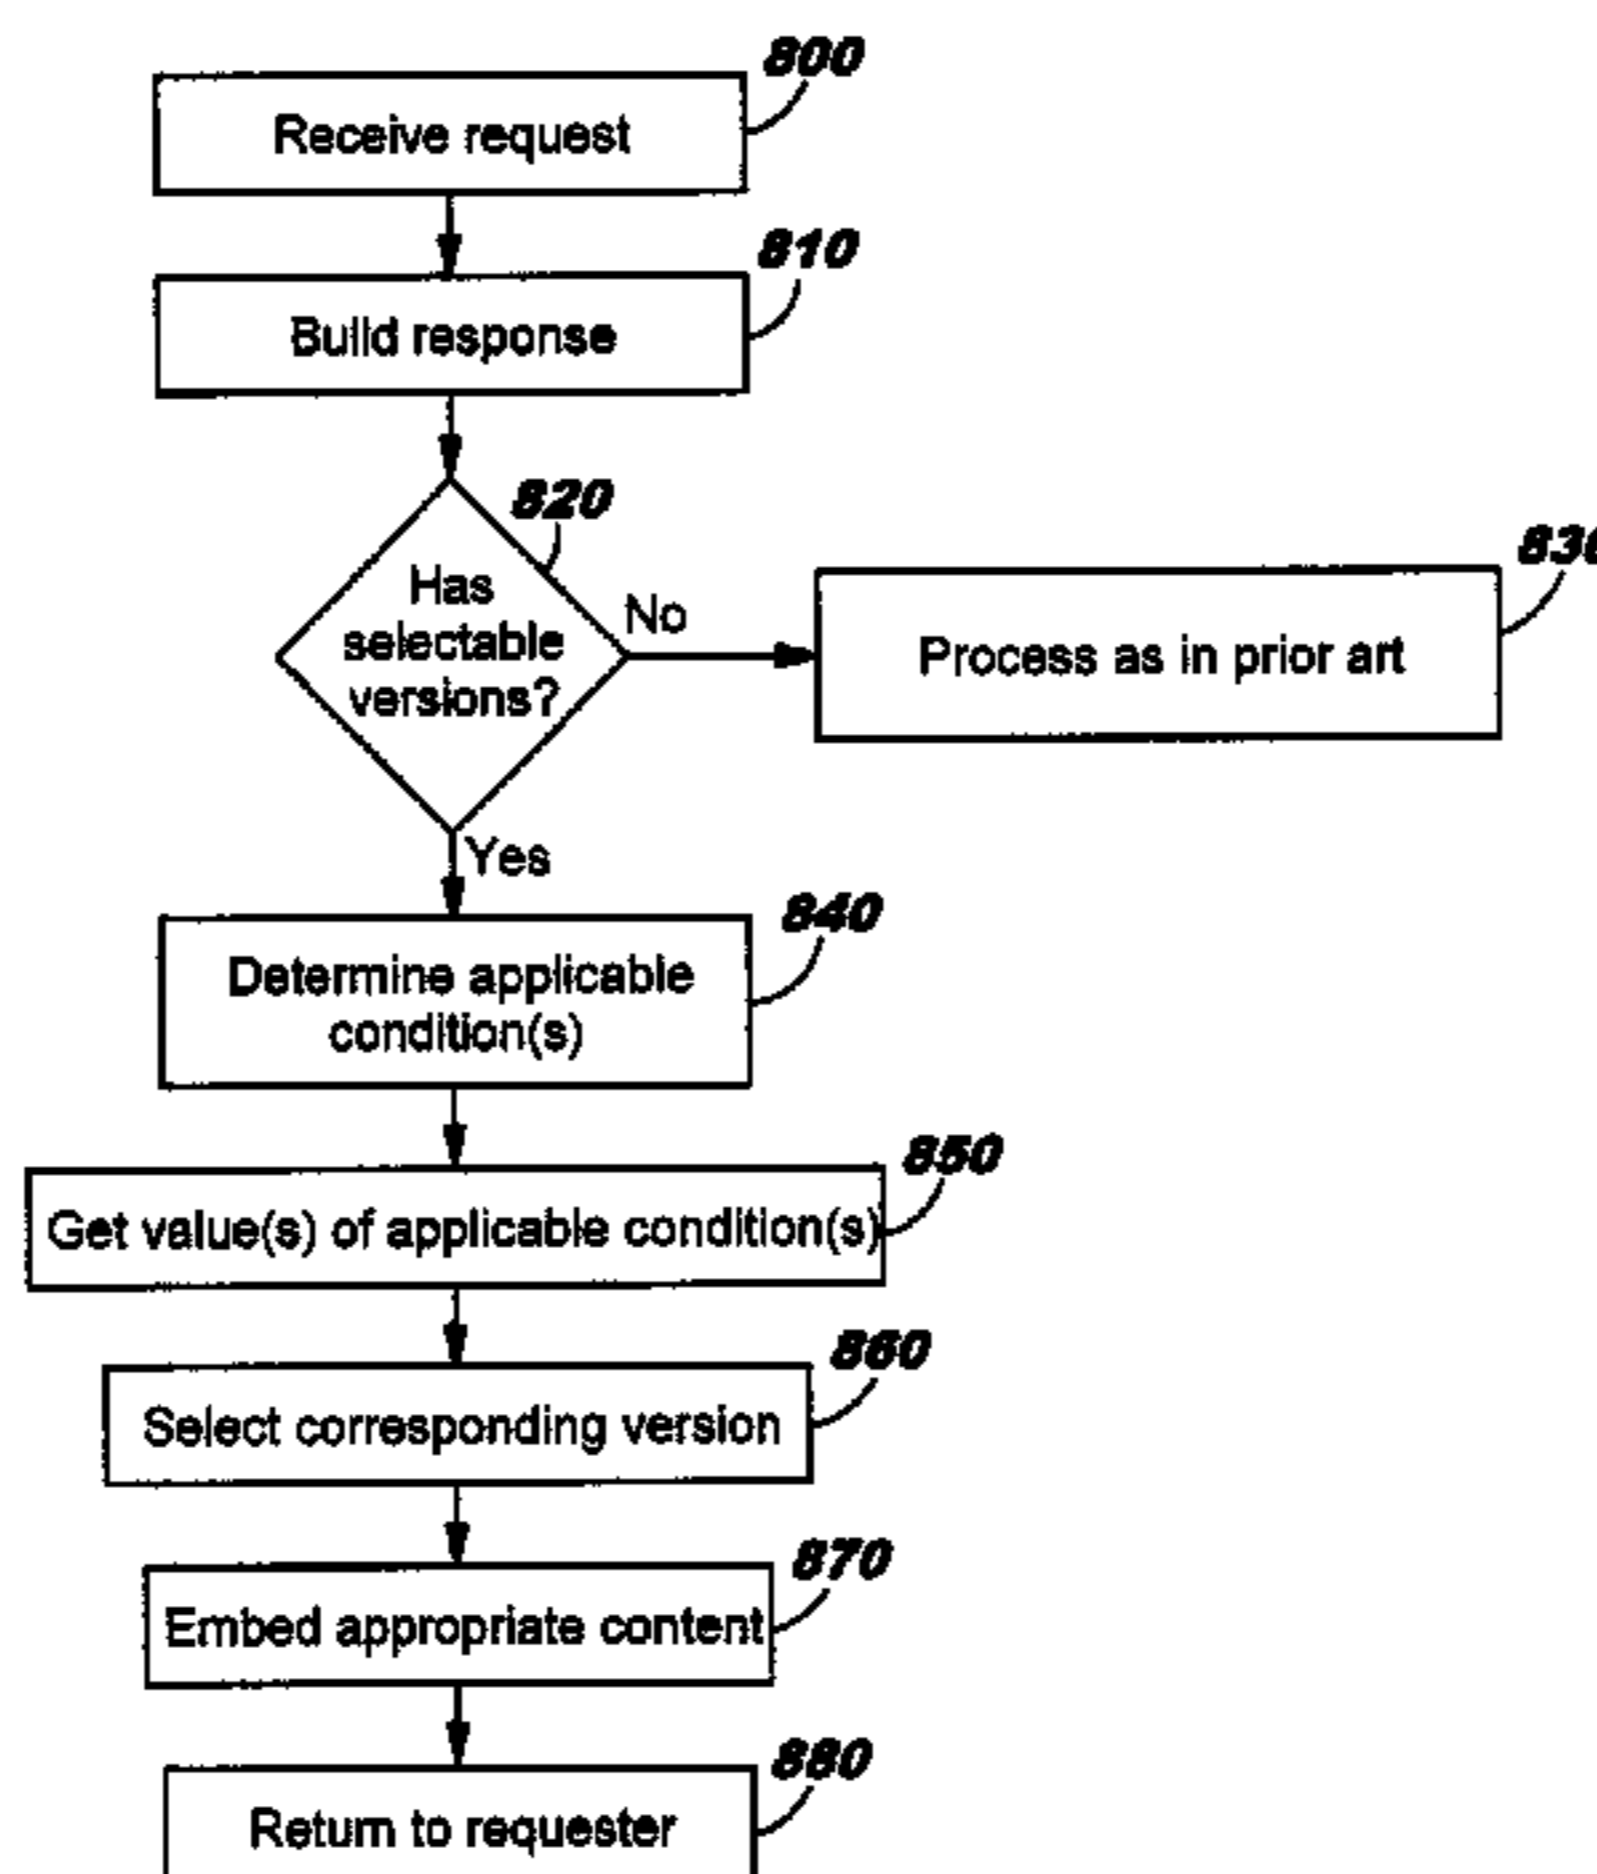 800
Receive request
810
Build response
820
Has
selectable
versions?
No
830
Process as in prior art
Yes
840
Determine applicable
condition(s)
850
Get value(s) of applicable condition(s)
860
Select corresponding version
870
Embed appropriate content
880
Return to requester